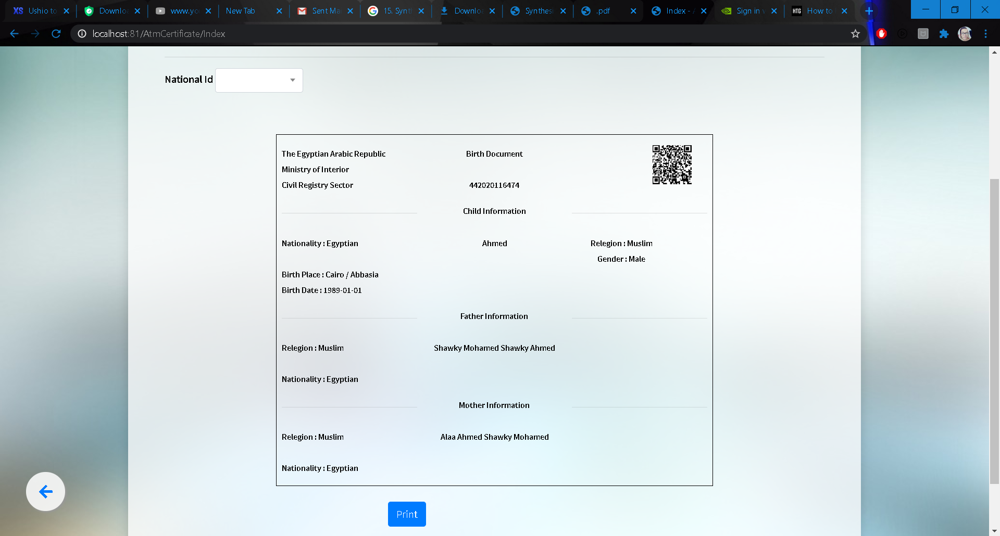 Ushio to
Downlo
www.yo
New Tab
Sent Ma
15. Synt
Downlo
Synthes
.pdf
Index -
Sign in
HTG How to
localhost:81/AtmCertificate/Index
National Id
The Egyptian Arabic Republic Birth Document
Ministry of Interior
Civil Registry Sector 442020116474
Child Information
Nationality : Egyptian Ahmed Relegion : Muslim
Gender : Male
Birth Place : Cairo / Abbasia
Birth Date : 1989-01-01
Father Information
Relegion : Muslim Shawky Mohamed Shawky Ahmed
Nationality : Egyptian
Mother Information
Relegion : Muslim Alaa Ahmed Shawky Mohamed
Nationality : Egyptian
Print